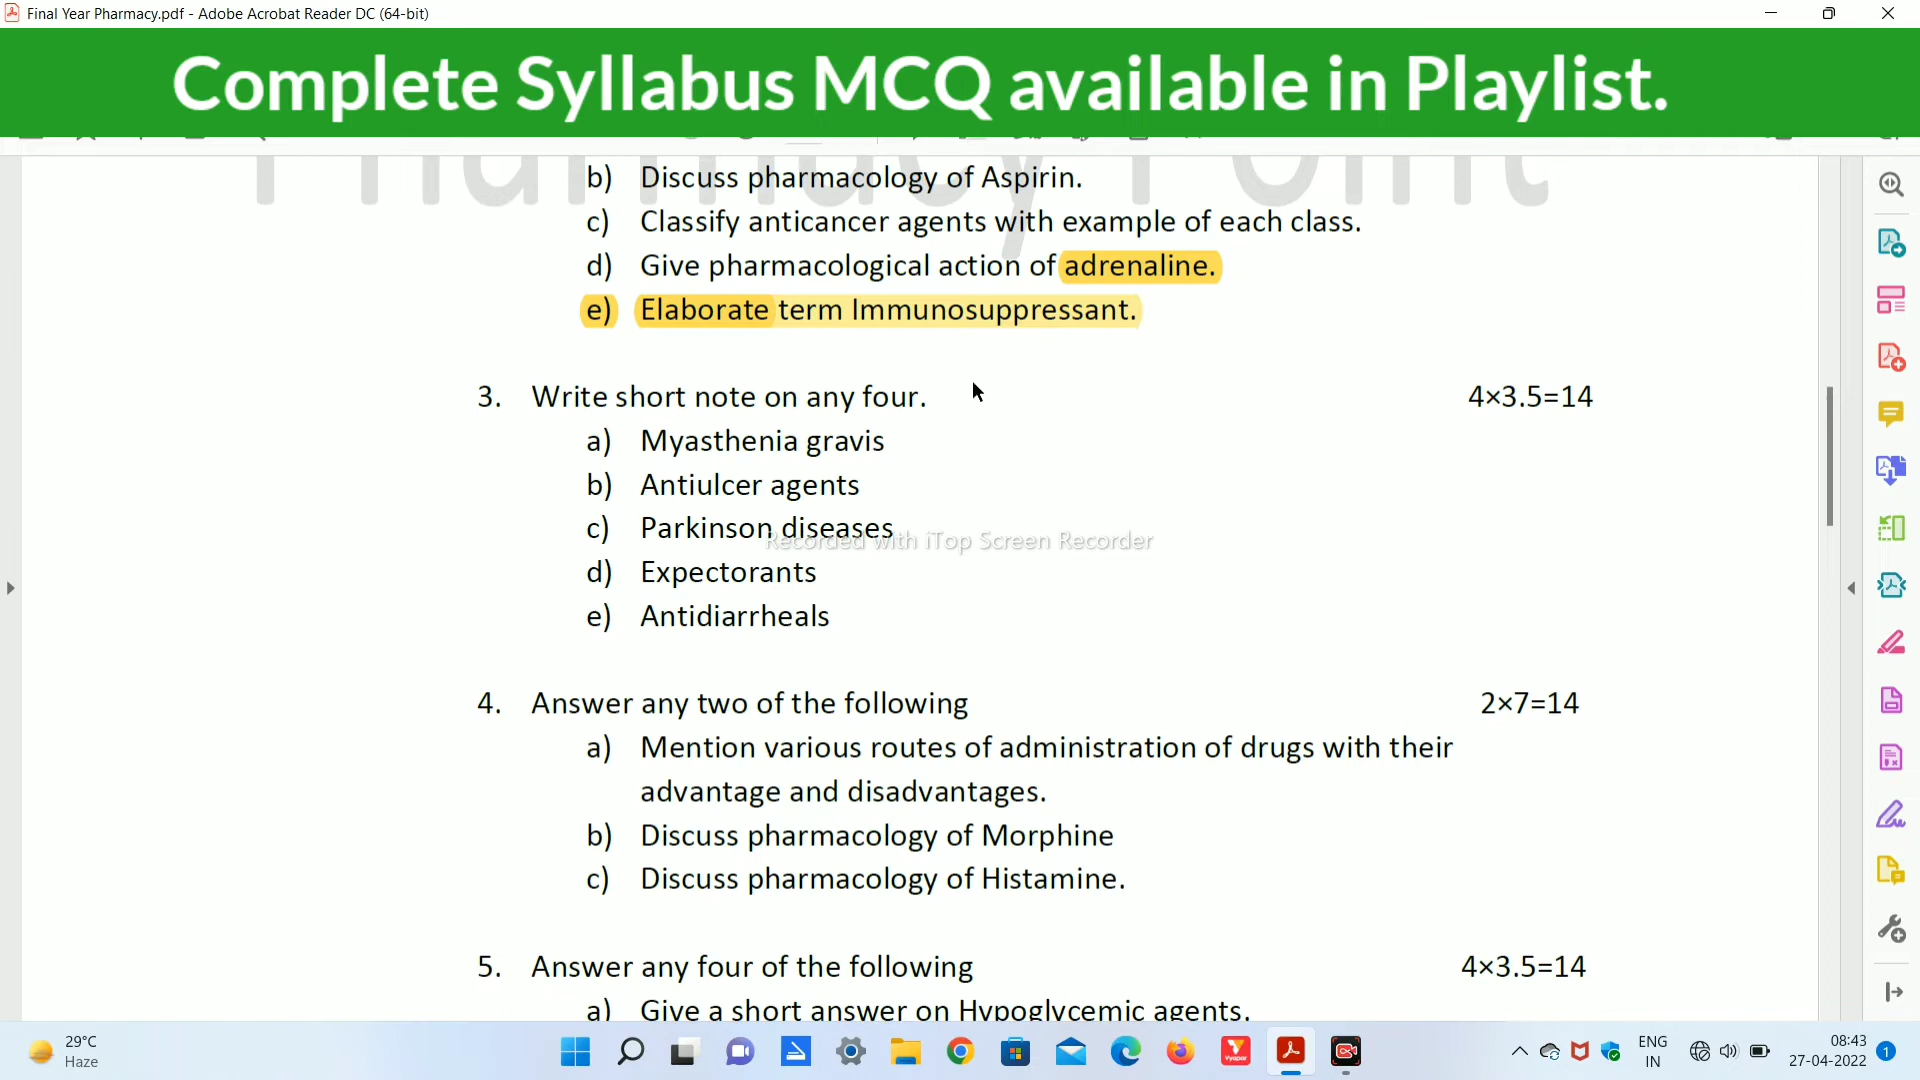 Final Year Pharmacy.pdf - Adobe Acrobat Reader DC (64-bit)
Complete Syllabus MCQ available in Playlist.
Pharmacy Point
b) Discuss pharmacology of Aspirin.
c) Classify anticancer agents with example of each class.
d) Give pharmacological action of adrenaline.
e) Elaborate term Immunosuppressant.
3. Write short note on any four. 4×3.5=14
a) Myasthenia gravis
b) Antiulcer agents
c) Parkinson diseases
Recorded with iTop Screen Recorder
d) Expectorants
e) Antidiarrheals
4. Answer any two of the following 2×7=14
a) Mention various routes of administration of drugs with their
advantage and disadvantages.
b) Discuss pharmacology of Morphine
c) Discuss pharmacology of Histamine.
5. Answer any four of the following 4×3.5=14
a) Give a short answer on Hypoglycemic agents.
29°C
Haze
Vyapar
ENG
IN
08:43
27-04-2022
1